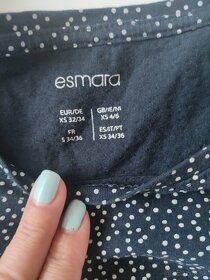 esmara
EUR/DE GB/IE/NI
XS 32/34 XS 4/6
FR ES/IT/PT
S 34/36 XS 34/36